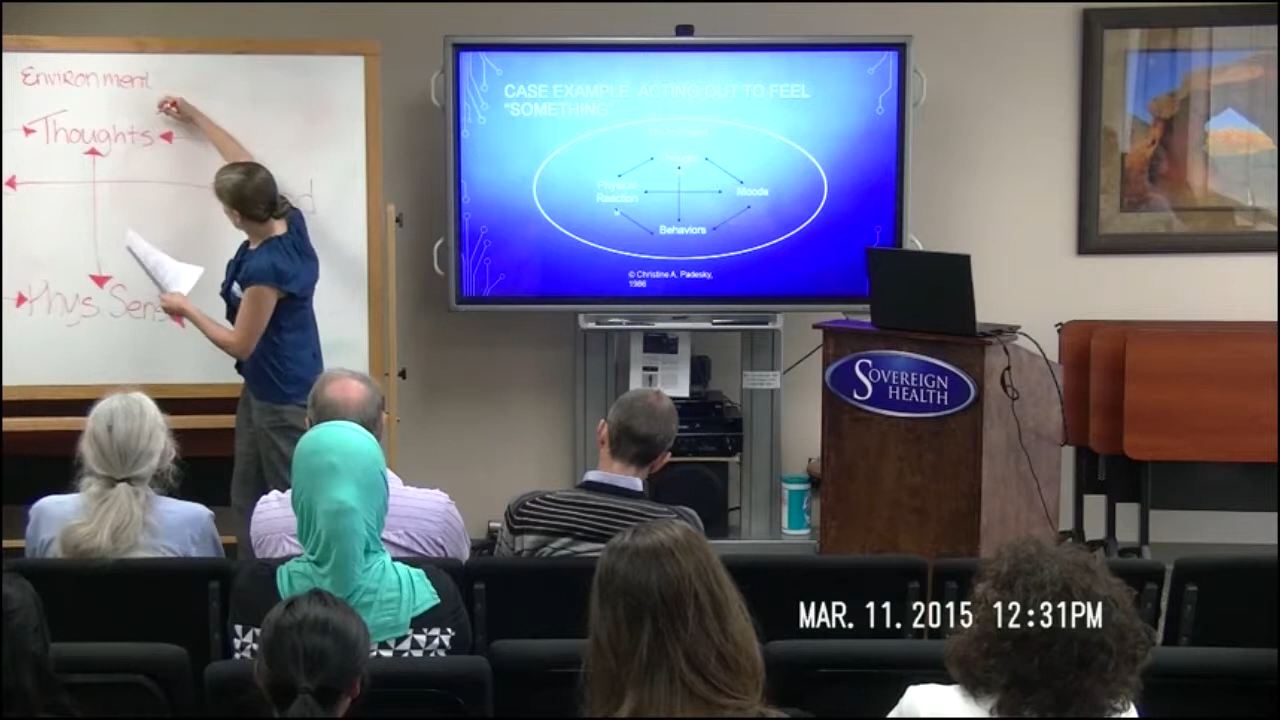 Environment
Thoughts
Phys Sens
CASE EXAMPLE: ACTING OUT TO FEEL
"SOMETHING"
Physical
Reaction
Moods
Behaviors
© Christine A. Padesky,
1986
SOVEREIGN
HEALTH
MAR. 11. 2015 12:31PM